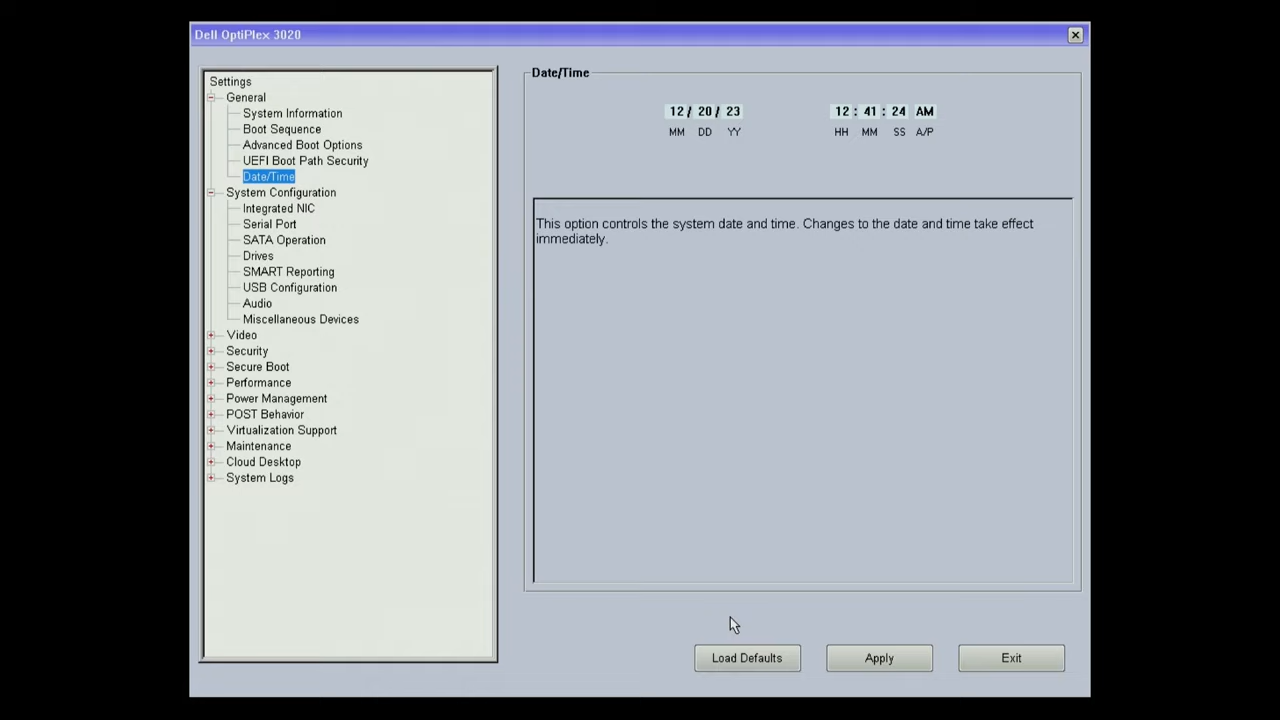 Dell OptiPlex 3020
Settings
General
System Information
Boot Sequence
Advanced Boot Options
UEFI Boot Path Security
Date/Time
System Configuration
Integrated NIC
Serial Port
SATA Operation
Drives
SMART Reporting
USB Configuration
Audio
Miscellaneous Devices
Video
Security
Secure Boot
Performance
Power Management
POST Behavior
Virtualization Support
Maintenance
Cloud Desktop
System Logs
Date/Time
12 / 20 / 23 12 : 41 : 24 AM
MM DD YY HH MM SS A/P
This option controls the system date and time. Changes to the date and time take effect
immediately.
Load Defaults Apply Exit